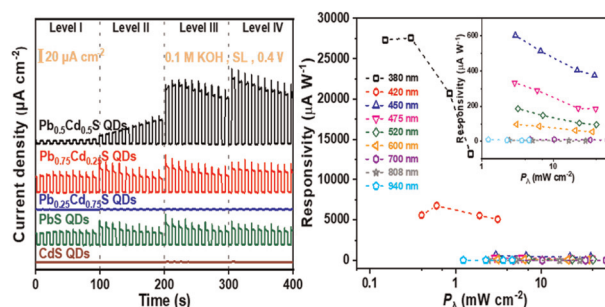 Level I Level II Level III Level IV
20 μA cm⁻²
0.1 M KOH SL , 0.4 V
Current density (μA cm⁻²)
Pb₀.₅Cd₀.₅S QDs
Pb₀.₇₅Cd₀.₂₅S QDs
Pb₀.₂₅Cd₀.₇₅S QDs
PbS QDs
CdS QDs
0 100 200 300 400
Time (s)
Responsivity (μA W⁻¹)
30000
25000
20000
15000
10000
5000
0
380 nm
420 nm
450 nm
475 nm
520 nm
600 nm
700 nm
808 nm
940 nm
0.1 1 10
Pλ (mW cm⁻²)
Responsivity (μA W⁻¹)
600
400
200
0
10
Pλ (mW cm⁻²)